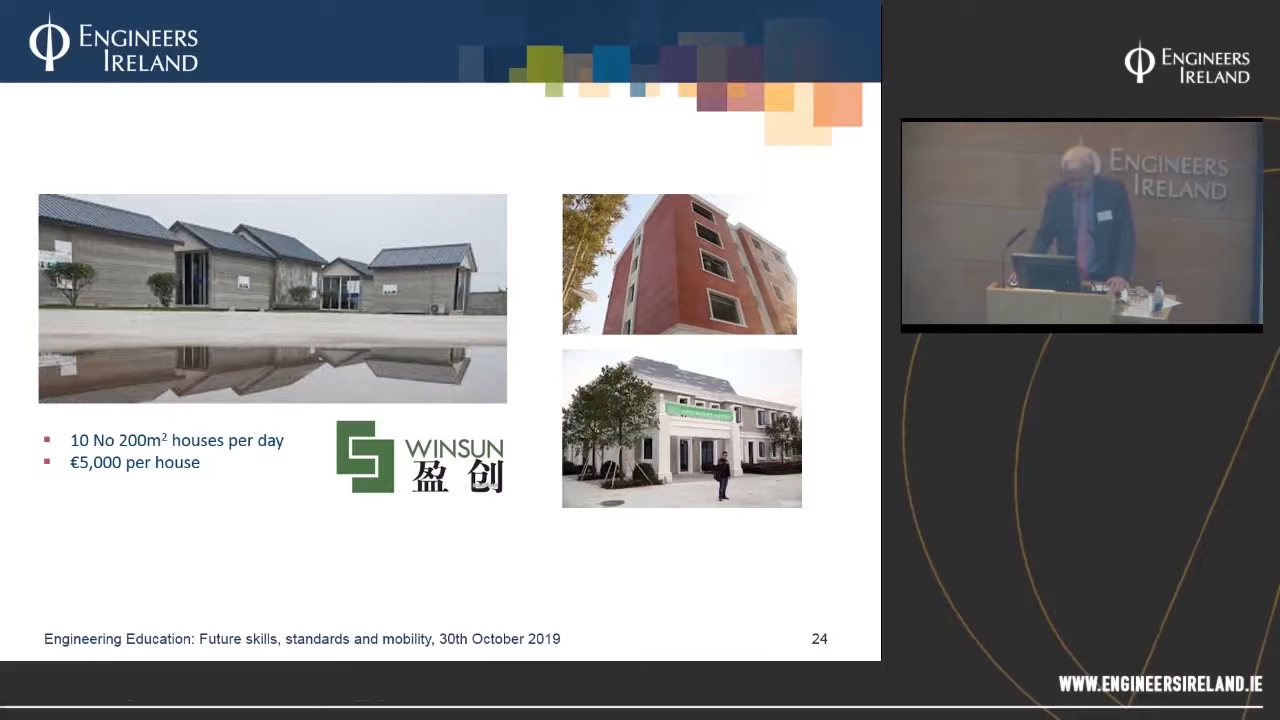 ENGINEERS
IRELAND
10 No 200m² houses per day
€5,000 per house
WINSUN
盈创
Engineering Education: Future skills, standards and mobility, 30th October 2019
24
ENGINEERS
IRELAND
ENGINEERS
IRELAND
WWW.ENGINEERSIRELAND.IE